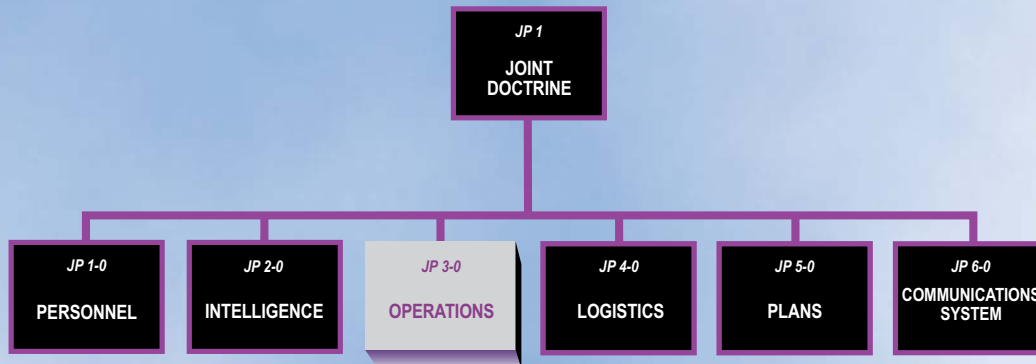 JP 1
JOINT
DOCTRINE
JP 1-0
PERSONNEL
JP 2-0
INTELLIGENCE
JP 3-0
OPERATIONS
JP 4-0
LOGISTICS
JP 5-0
PLANS
JP 6-0
COMMUNICATIONS
SYSTEM